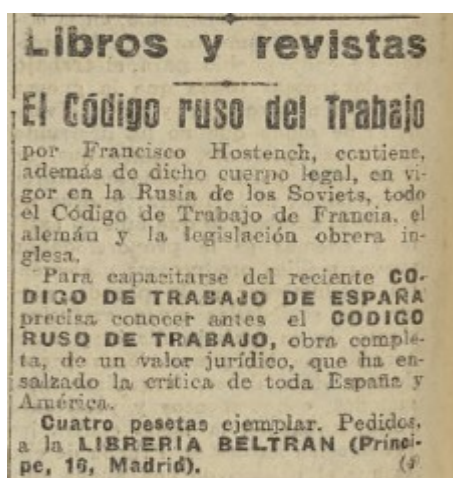 Libros y revistas
El Código ruso del Trabajo
por Francisco Hostench, contiene,
además de dicho cuerpo legal, en vi-
gor en la Rusia de los Soviets, todo
el Código de Trabajo de Francia, el
alemán y la legislación obrera in-
glesa.
Para capacitarse del reciente CO-
DIGO DE TRABAJO DE ESPAÑA
precisa conocer antes el CODIGO
RUSO DE TRABAJO, obra comple-
ta, de un valor jurídico, que ha en-
salzado la crítica de toda España y
América.
Cuatro pesetas ejemplar. Pedidos,
a la LIBRERIA BELTRAN (Prínci-
pe, 16, Madrid).